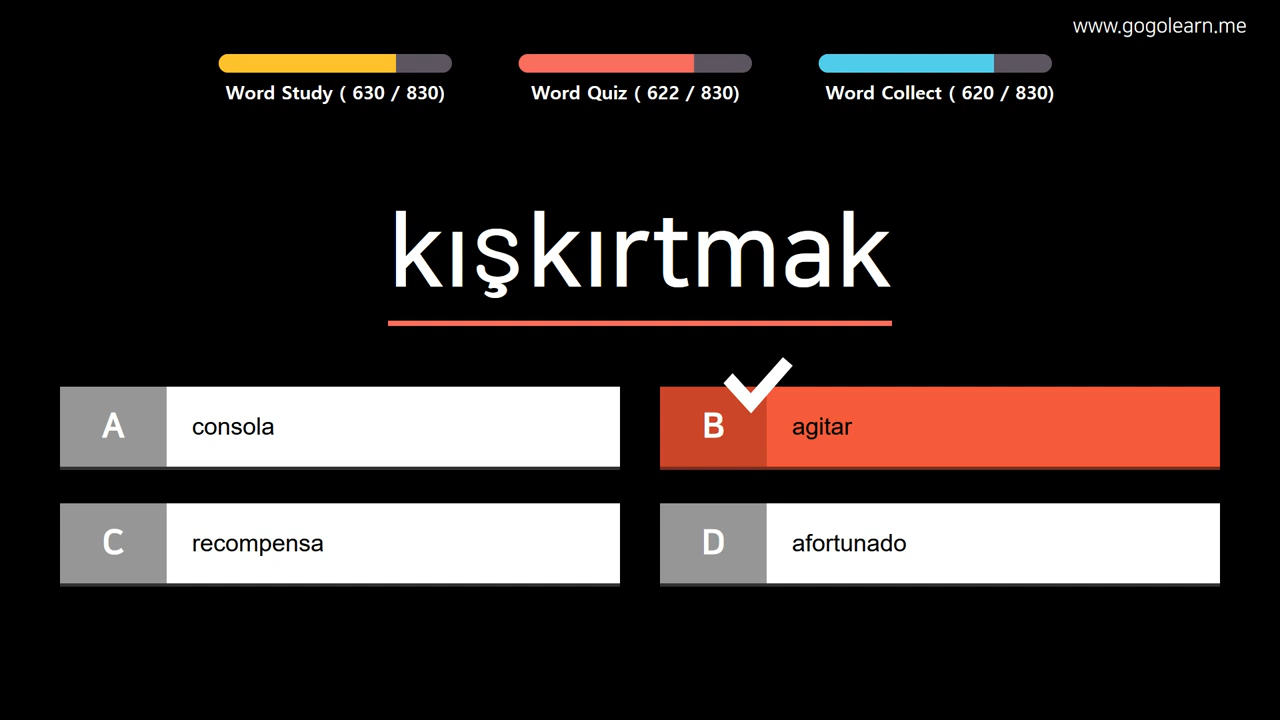 www.gogolearn.me
Word Study ( 630 / 830)
Word Quiz ( 622 / 830)
Word Collect ( 620 / 830)
kışkırtmak
A consola
B agitar
C recompensa
D afortunado